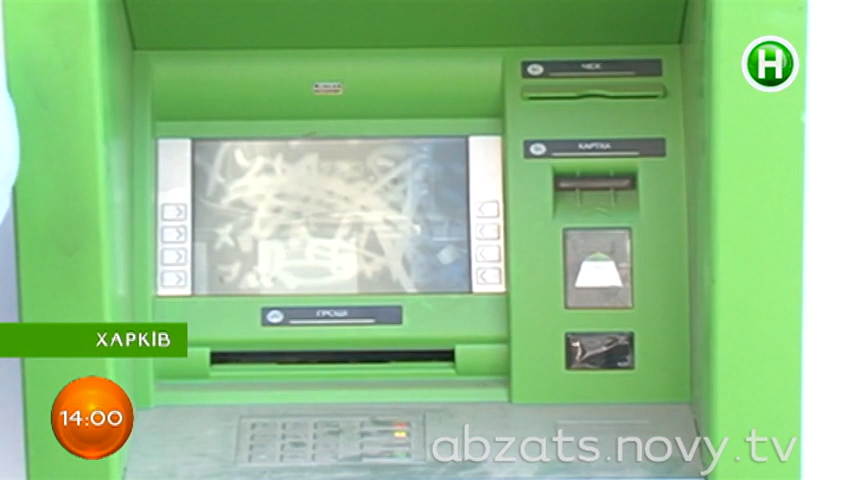 ЧЕК
Н
КАРТКА
ГРОШІ
ХАРКІВ
14:00
abzats.novy.tv